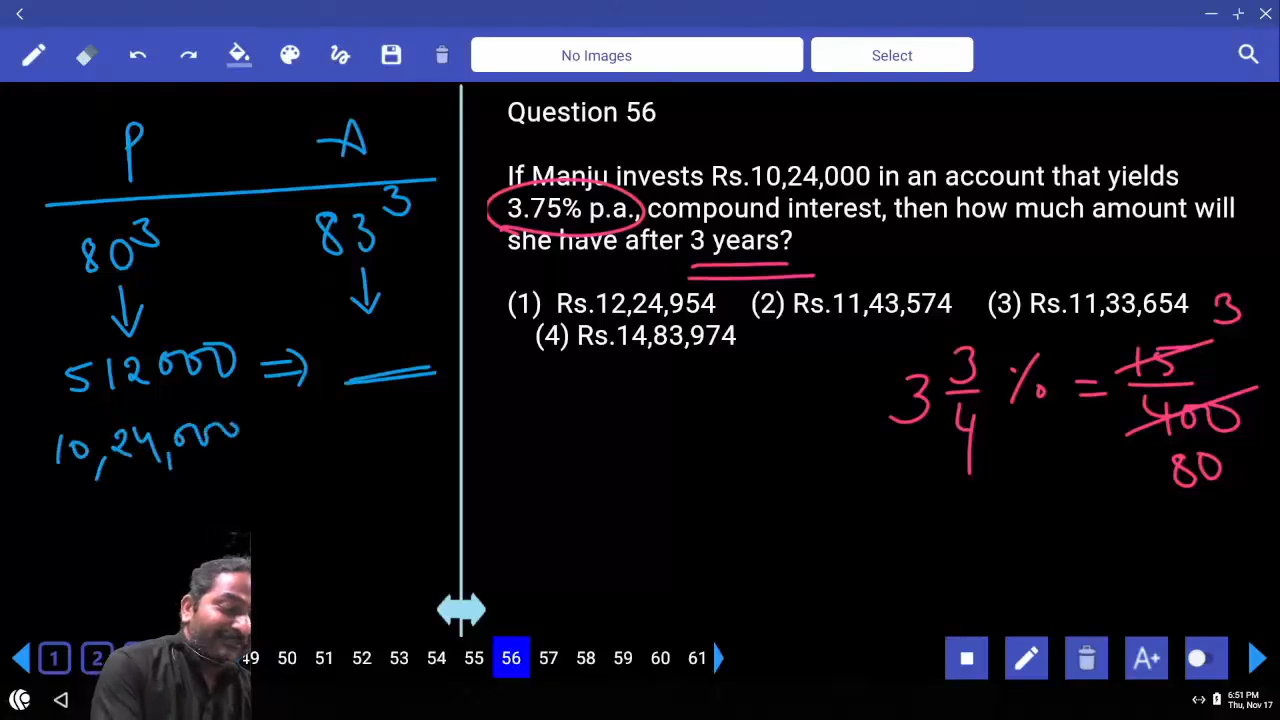 No Images
Select
P
A
80³
83³
512000 ⇒
10,24,000
Question 56
If Manju invests Rs.10,24,000 in an account that yields
3.75% p.a., compound interest, then how much amount will
she have after 3 years?
(1) Rs.12,24,954 (2) Rs.11,43,574 (3) Rs.11,33,654
(4) Rs.14,83,974
3 3/4 % = 15/400
3
80
1 2 49 50 51 52 53 54 55 56 57 58 59 60 61
A+
6:51 PM
Thu, Nov 17